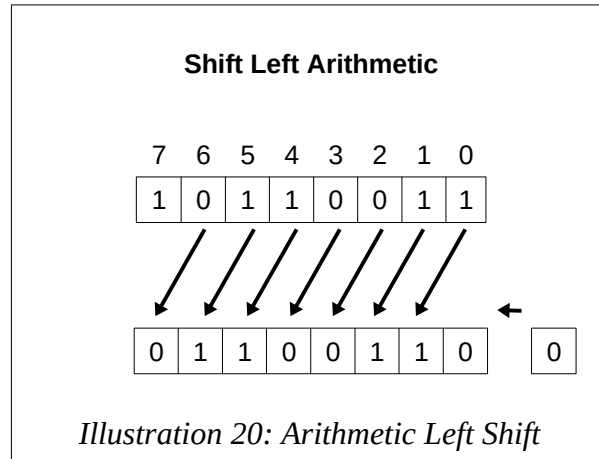 Shift Left Arithmetic
7 6 5 4 3 2 1 0
1 0 1 1 0 0 1 1
0 1 1 0 0 1 1 0 0
Illustration 20: Arithmetic Left Shift